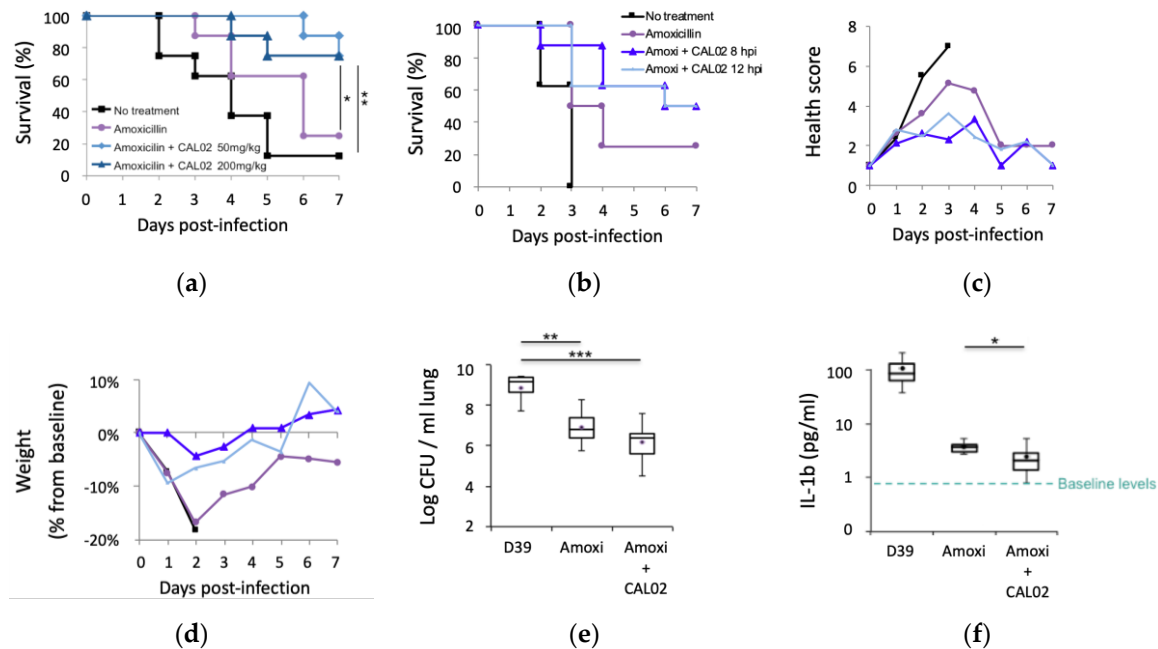 Survival (%)
100
80
60
40
20
0
*
**
No treatment
Amoxicillin
Amoxicilin + CAL02 50mg/kg
Amoxicillin + CAL02 200mg/kg
0 1 2 3 4 5 6 7
Days post-infection
(a)
Survival (%)
100
80
60
40
20
0
No treatment
Amoxicillin
Amoxi + CAL02 8 hpi
Amoxi + CAL02 12 hpi
0 1 2 3 4 5 6 7
Days post-infection
(b)
Health score
8
6
4
2
0
0 1 2 3 4 5 6 7
Days post-infection
(c)
Weight
(% from baseline)
10%
0%
-10%
-20%
0 1 2 3 4 5 6 7
Days post-infection
(d)
Log CFU / ml lung
**
***
10
8
6
4
2
D39 Amoxi Amoxi
+
CAL02
(e)
IL-1b (pg/ml)
*
100
10
1
0
Baseline levels
D39 Amoxi Amoxi
+
CAL02
(f)